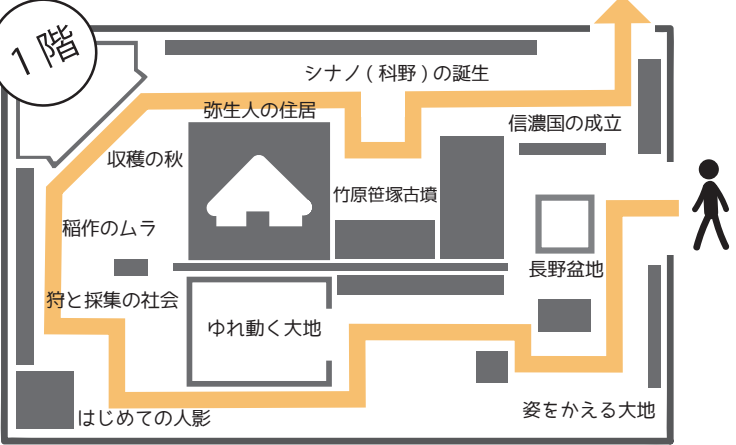 1階
シナノ(科野)の誕生
弥生人の住居
信濃国の成立
収穫の秋
竹原笹塚古墳
稲作のムラ
長野盆地
狩と採集の社会
ゆれ動く大地
姿をかえる大地
はじめての人影